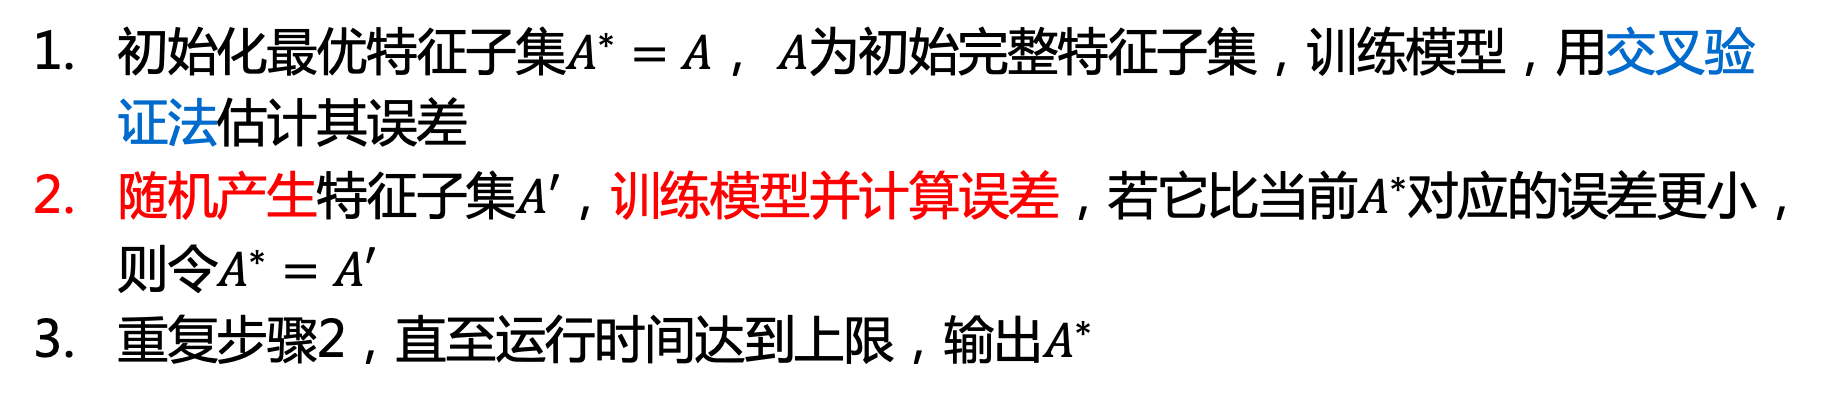 1. 初始化最优特征子集A* = A， A为初始完整特征子集，训练模型，用交叉验
证法估计其误差
2. 随机产生特征子集A′，训练模型并计算误差，若它比当前A*对应的误差更小，
则令A* = A′
3. 重复步骤2，直至运行时间达到上限，输出A*